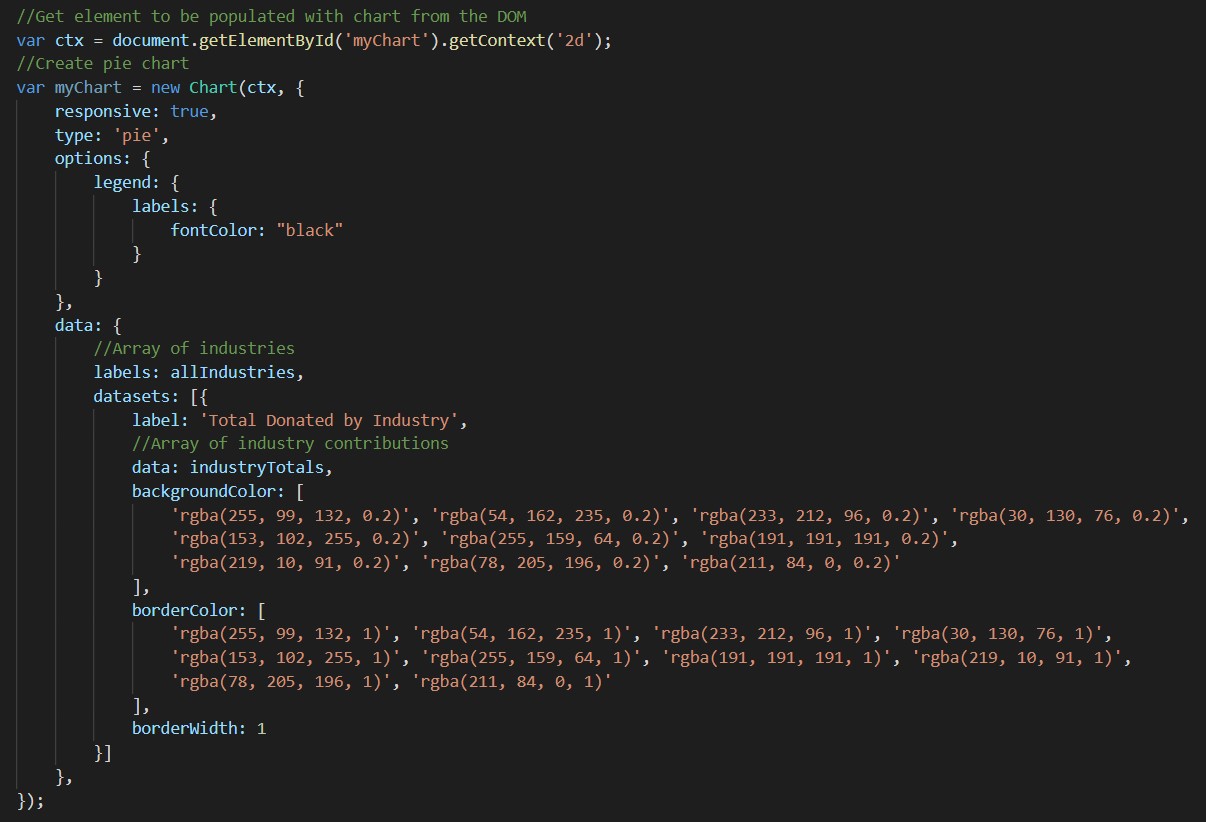 //Get element to be populated with chart from the DOM
var ctx = document.getElementById('myChart').getContext('2d');
//Create pie chart
var myChart = new Chart(ctx, {
    responsive: true,
    type: 'pie',
    options: {
        legend: {
            labels: {
                fontColor: "black"
            }
        }
    },
    data: {
        //Array of industries
        labels: allIndustries,
        datasets: [{
            label: 'Total Donated by Industry',
            //Array of industry contributions
            data: industryTotals,
            backgroundColor: [
                'rgba(255, 99, 132, 0.2)', 'rgba(54, 162, 235, 0.2)', 'rgba(233, 212, 96, 0.2)', 'rgba(30, 130, 76, 0.2)',
                'rgba(153, 102, 255, 0.2)', 'rgba(255, 159, 64, 0.2)', 'rgba(191, 191, 191, 0.2)',
                'rgba(219, 10, 91, 0.2)', 'rgba(78, 205, 196, 0.2)', 'rgba(211, 84, 0, 0.2)'
            ],
            borderColor: [
                'rgba(255, 99, 132, 1)', 'rgba(54, 162, 235, 1)', 'rgba(233, 212, 96, 1)', 'rgba(30, 130, 76, 1)',
                'rgba(153, 102, 255, 1)', 'rgba(255, 159, 64, 1)', 'rgba(191, 191, 191, 1)', 'rgba(219, 10, 91, 1)',
                'rgba(78, 205, 196, 1)', 'rgba(211, 84, 0, 1)'
            ],
            borderWidth: 1
        }]
    },
});